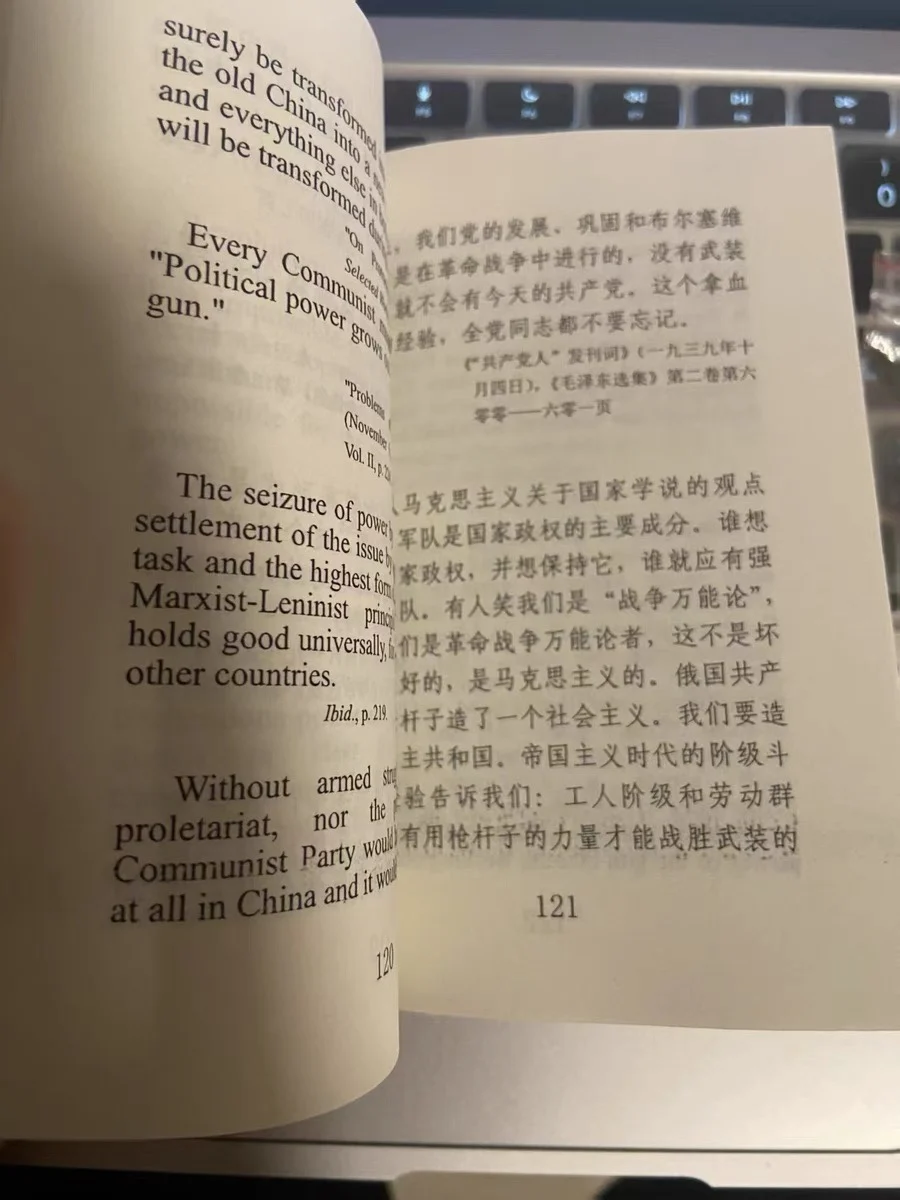 surely be transformed
the old China into a
and everything else in
will be transformed
"On
Selected
Every Communist
"Political power grows
gun."
"Problems
(November
Vol. II, p.
The seizure of power
settlement of the issue by
task and the highest form
Marxist-Leninist
holds good universally,
other countries.
Ibid., p. 219.
Without armed
proletariat, nor the
Communist Party would
at all in China and it
120
，我们党的发展、巩固和布尔塞维
是在革命战争中进行的，没有武装
就不会有今天的共产党。这个拿血
经验，全党同志都不要忘记。
《“共产党人”发刊词》（一九三九年十
月四日），《毛泽东选集》第二卷第六
零零——六零一页
马克思主义关于国家学说的观点
军队是国家政权的主要成分。谁想
家政权，并想保持它，谁就应有强
队。有人笑我们是“战争万能论”，
们是革命战争万能论者，这不是坏
好的，是马克思主义的。俄国共产
杆子造了一个社会主义。我们要造
主共和国。帝国主义时代的阶级斗
验告诉我们：工人阶级和劳动群
有用枪杆子的力量才能战胜武装的
121